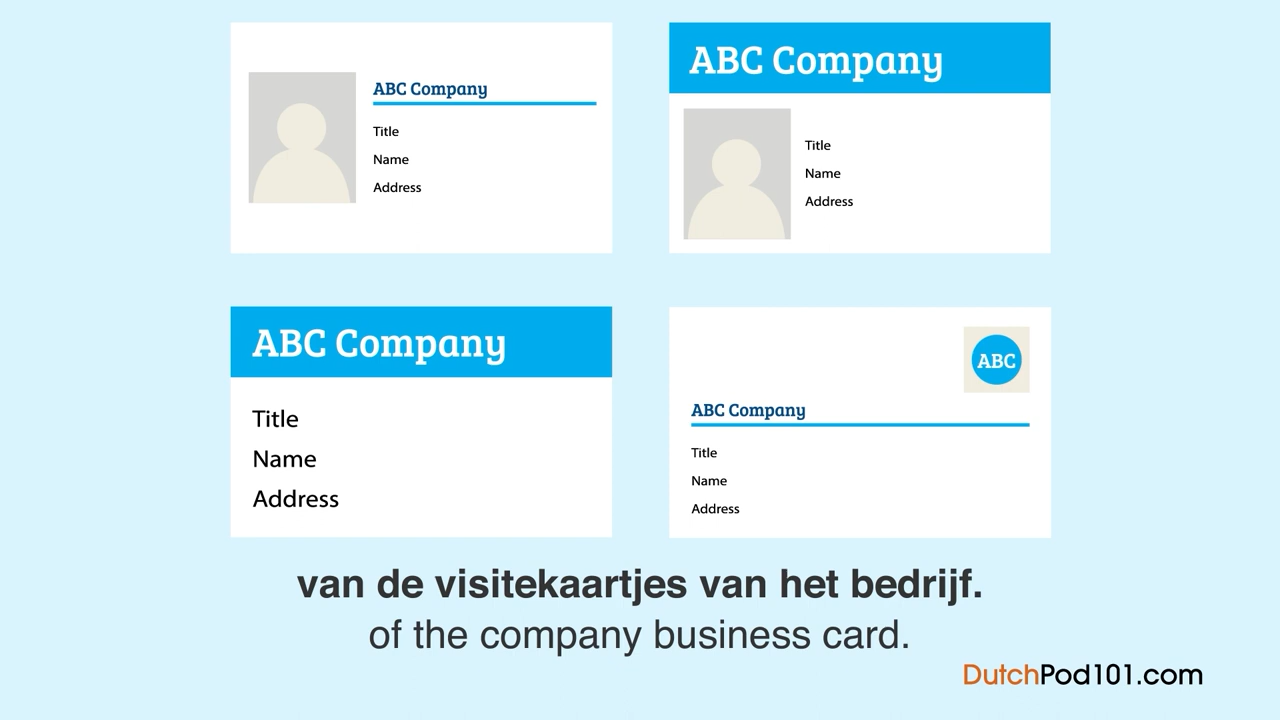 ABC Company
Title
Name
Address
ABC Company
Title
Name
Address
ABC Company
Title
Name
Address
ABC
ABC Company
Title
Name
Address
van de visitekaartjes van het bedrijf.
of the company business card.
DutchPod101.com